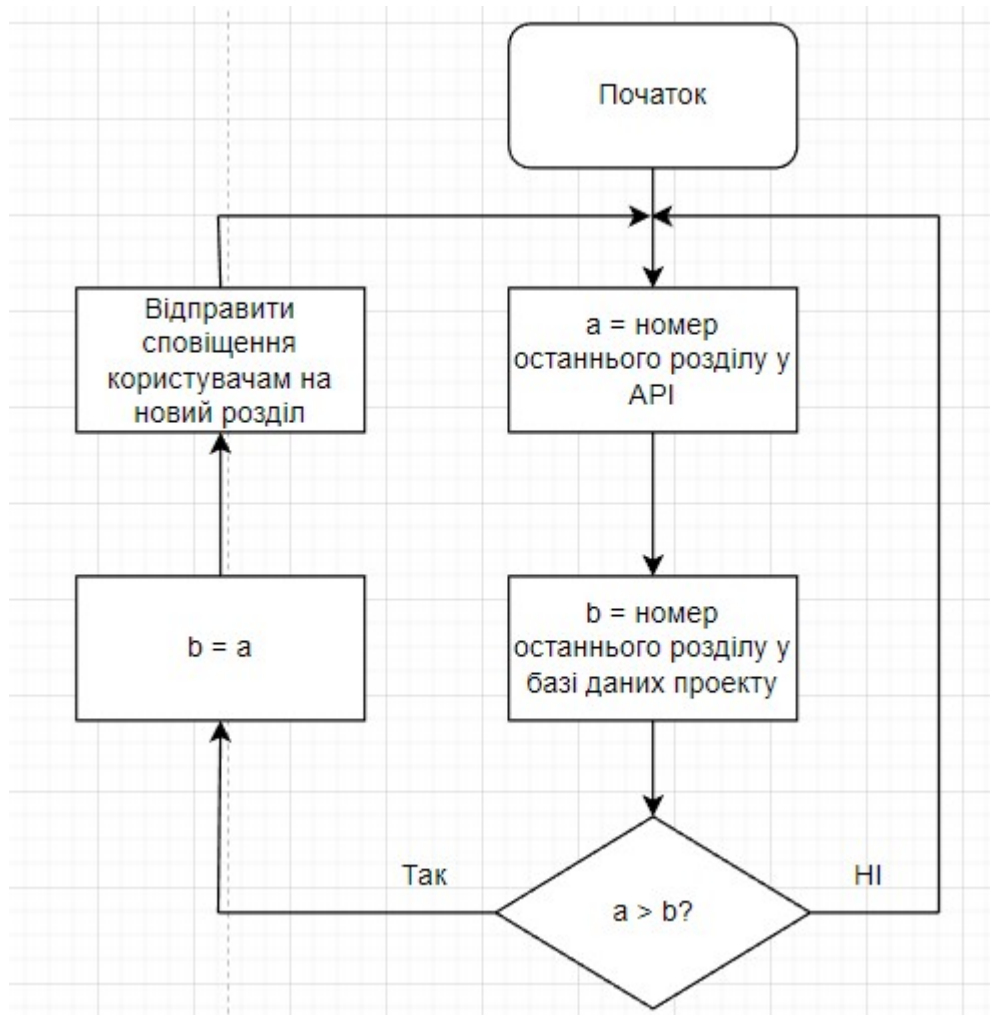 Початок
Відправити
сповіщення
користувачам на
новий розділ
a = номер
останнього розділу у
API
b = a
b = номер
останнього розділу у
базі даних проекту
Так
a > b?
НІ